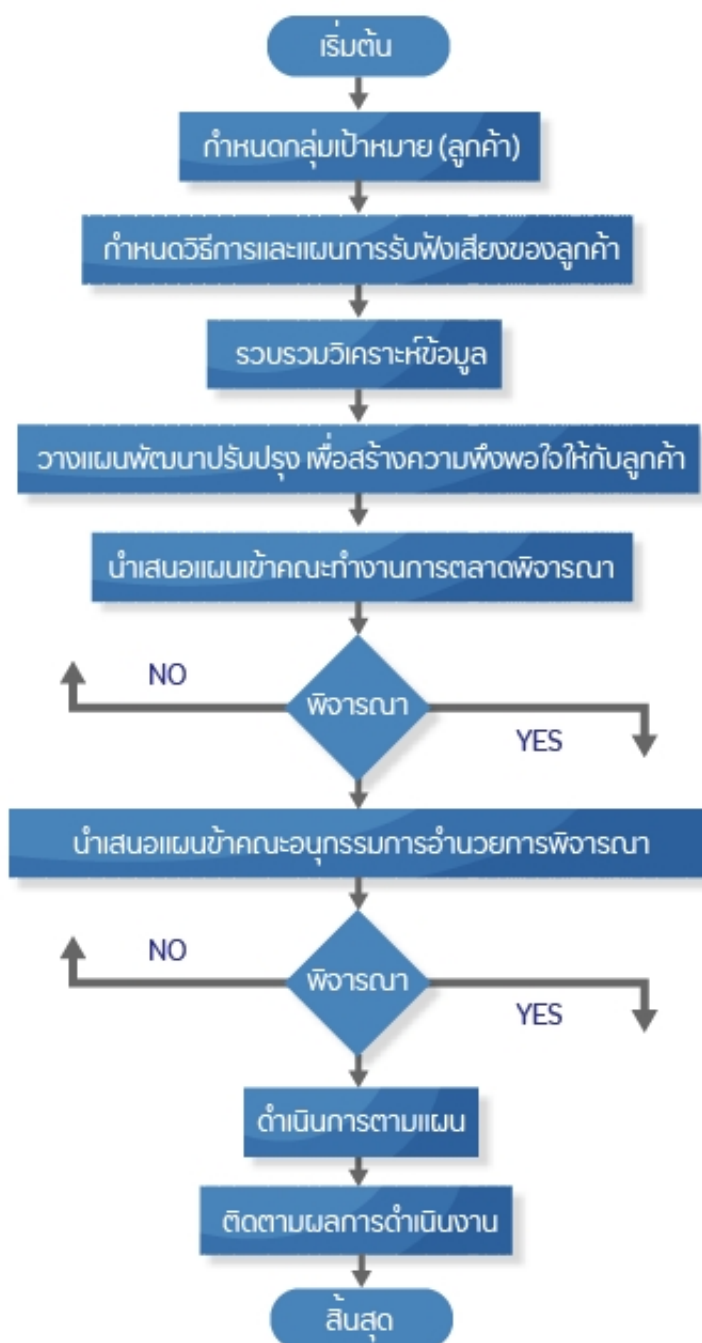 เริ่มต้น
กำหนดกลุ่มเป้าหมาย (ลูกค้า)
กำหนดวิธีการและแผนการรับฟังเสียงของลูกค้า
รวบรวมวิเคราะห์ข้อมูล
วางแผนพัฒนาปรับปรุง เพื่อสร้างความพึงพอใจให้กับลูกค้า
นำเสนอแผนเข้าคณะทำงานการตลาดพิจารณา
NO
พิจารณา
YES
นำเสนอแผนข้าคณะอนุกรรมการอำนวยการพิจารณา
NO
พิจารณา
YES
ดำเนินการตามแผน
ติดตามผลการดำเนินงาน
สิ้นสุด